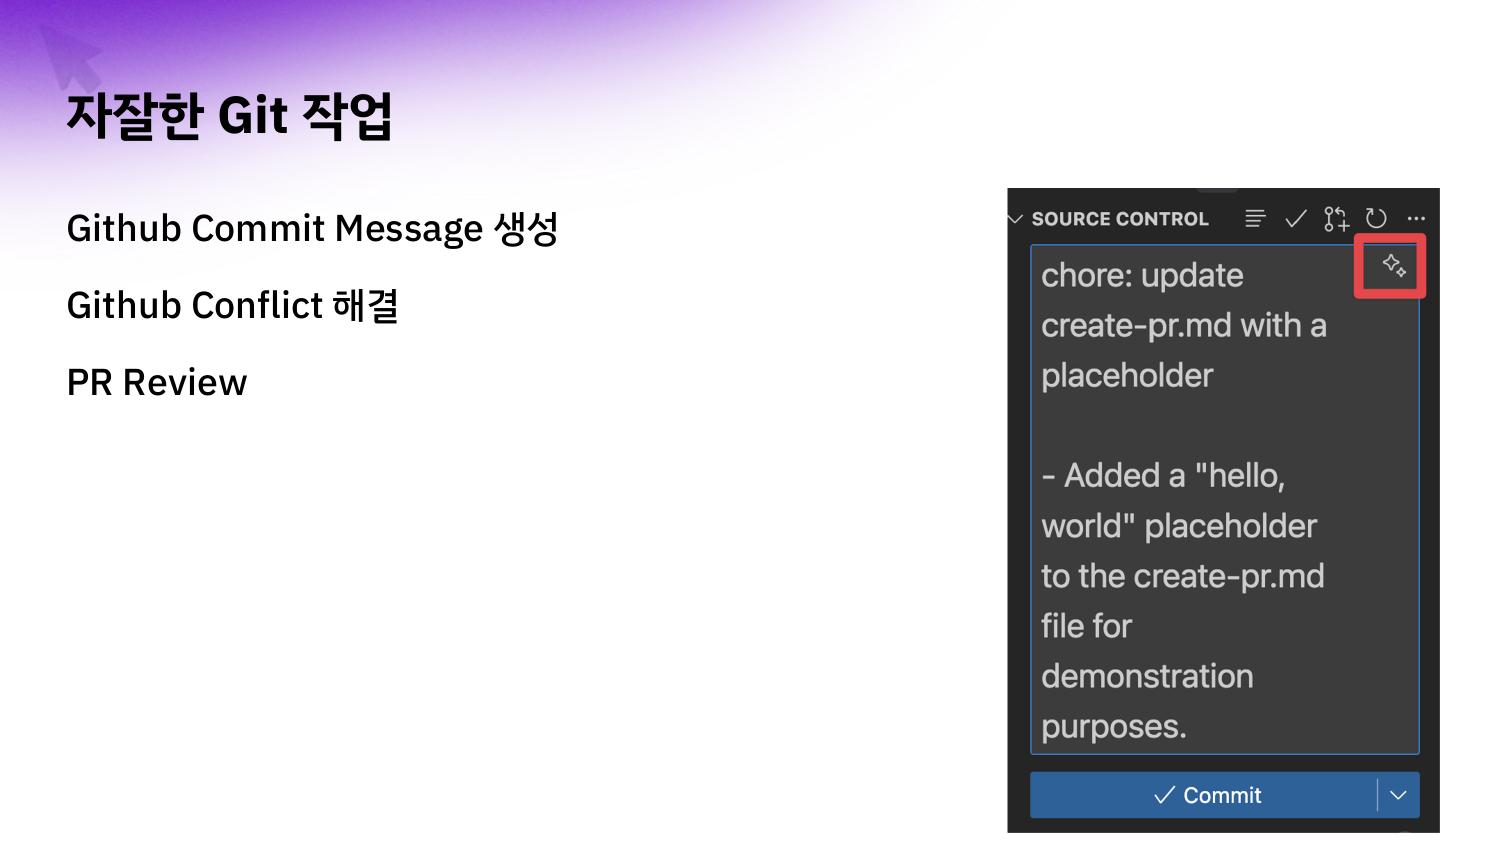 자잘한 Git 작업
Github Commit Message 생성
Github Conflict 해결
PR Review
SOURCE CONTROL
chore: update
create-pr.md with a
placeholder
- Added a "hello,
world" placeholder
to the create-pr.md
file for
demonstration
purposes.
Commit